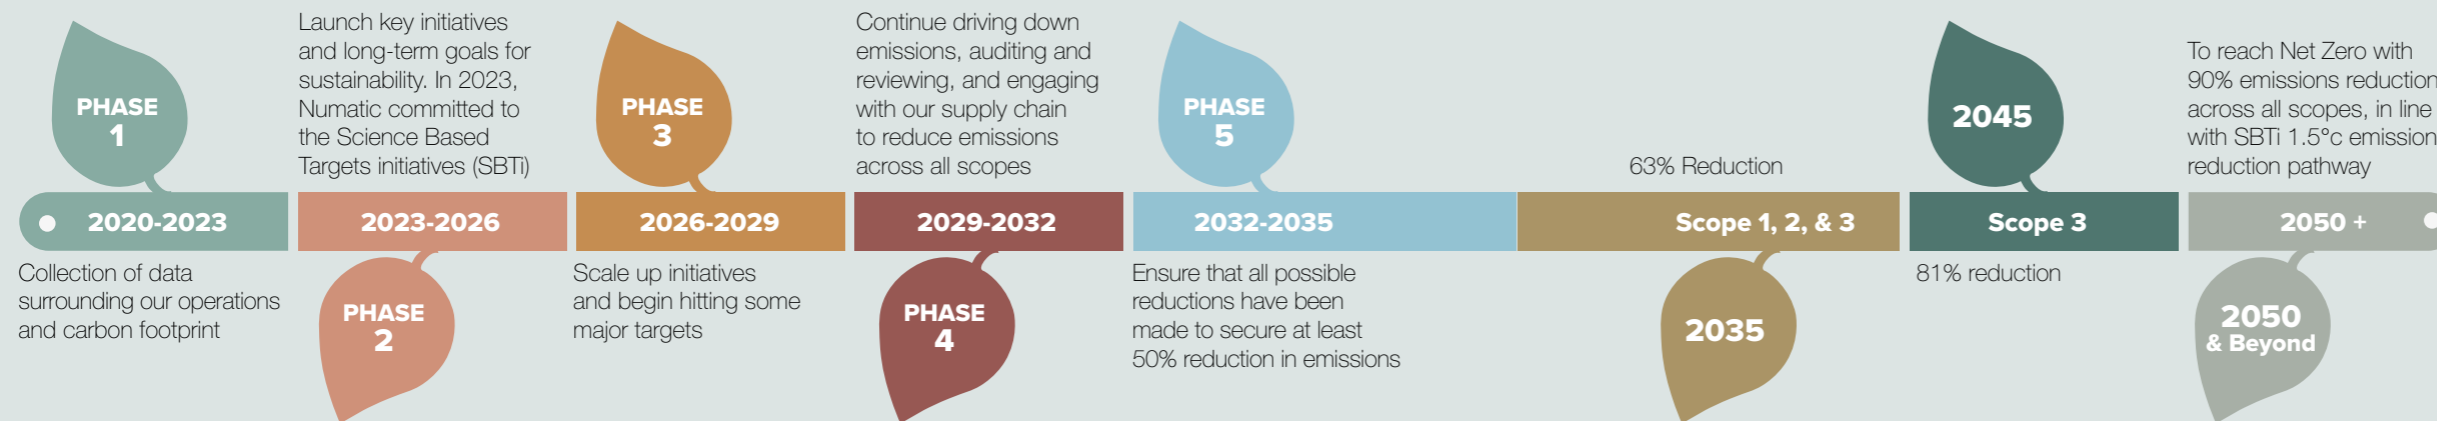 PHASE
1
2020-2023
Collection of data
surrounding our operations
and carbon footprint
Launch key initiatives
and long-term goals for
sustainability. In 2023,
Numatic committed to
the Science Based
Targets initiatives (SBTi)
2023-2026
PHASE
2
PHASE
3
2026-2029
Scale up initiatives
and begin hitting some
major targets
Continue driving down
emissions, auditing and
reviewing, and engaging
with our supply chain
to reduce emissions
across all scopes
2029-2032
PHASE
4
PHASE
5
2032-2035
Ensure that all possible
reductions have been
made to secure at least
50% reduction in emissions
63% Reduction
Scope 1, 2, & 3
2035
2045
Scope 3
81% reduction
To reach Net Zero with
90% emissions reduction
across all scopes, in line
with SBTi 1.5°c emission
reduction pathway
2050 +
2050
& Beyond